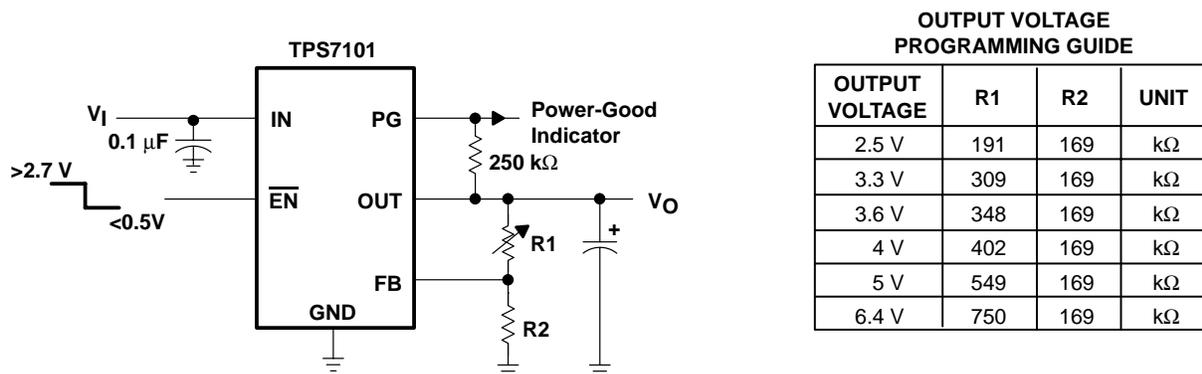 TPS7101
VI
0.1 µF
>2.7 V
<0.5V
IN
EN
GND
PG
OUT
FB
Power-Good
Indicator
250 kΩ
VO
R1
+
R2
OUTPUT VOLTAGE
PROGRAMMING GUIDE
OUTPUT
VOLTAGE R1 R2 UNIT
2.5 V 191 169 kΩ
3.3 V 309 169 kΩ
3.6 V 348 169 kΩ
4 V 402 169 kΩ
5 V 549 169 kΩ
6.4 V 750 169 kΩ